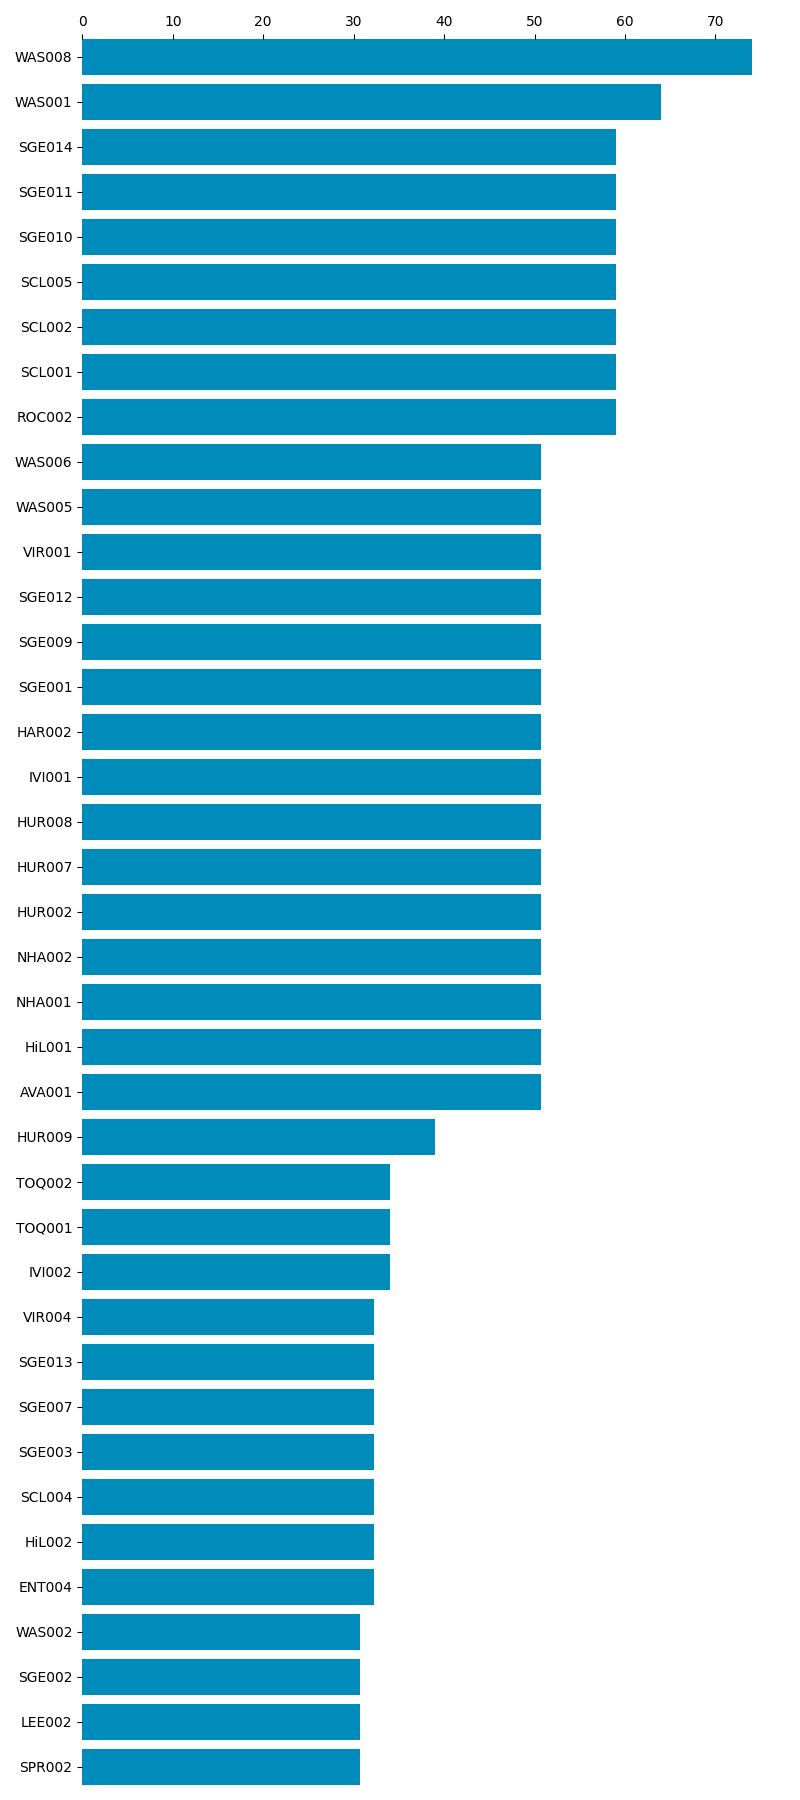 0 10 20 30 40 50 60 70
WAS008
WAS001
SGE014
SGE011
SGE010
SCL005
SCL002
SCL001
ROC002
WAS006
WAS005
VIR001
SGE012
SGE009
SGE001
HAR002
IVI001
HUR008
HUR007
HUR002
NHA002
NHA001
HiL001
AVA001
HUR009
TOQ002
TOQ001
IVI002
VIR004
SGE013
SGE007
SGE003
SCL004
HiL002
ENT004
WAS002
SGE002
LEE002
SPR002